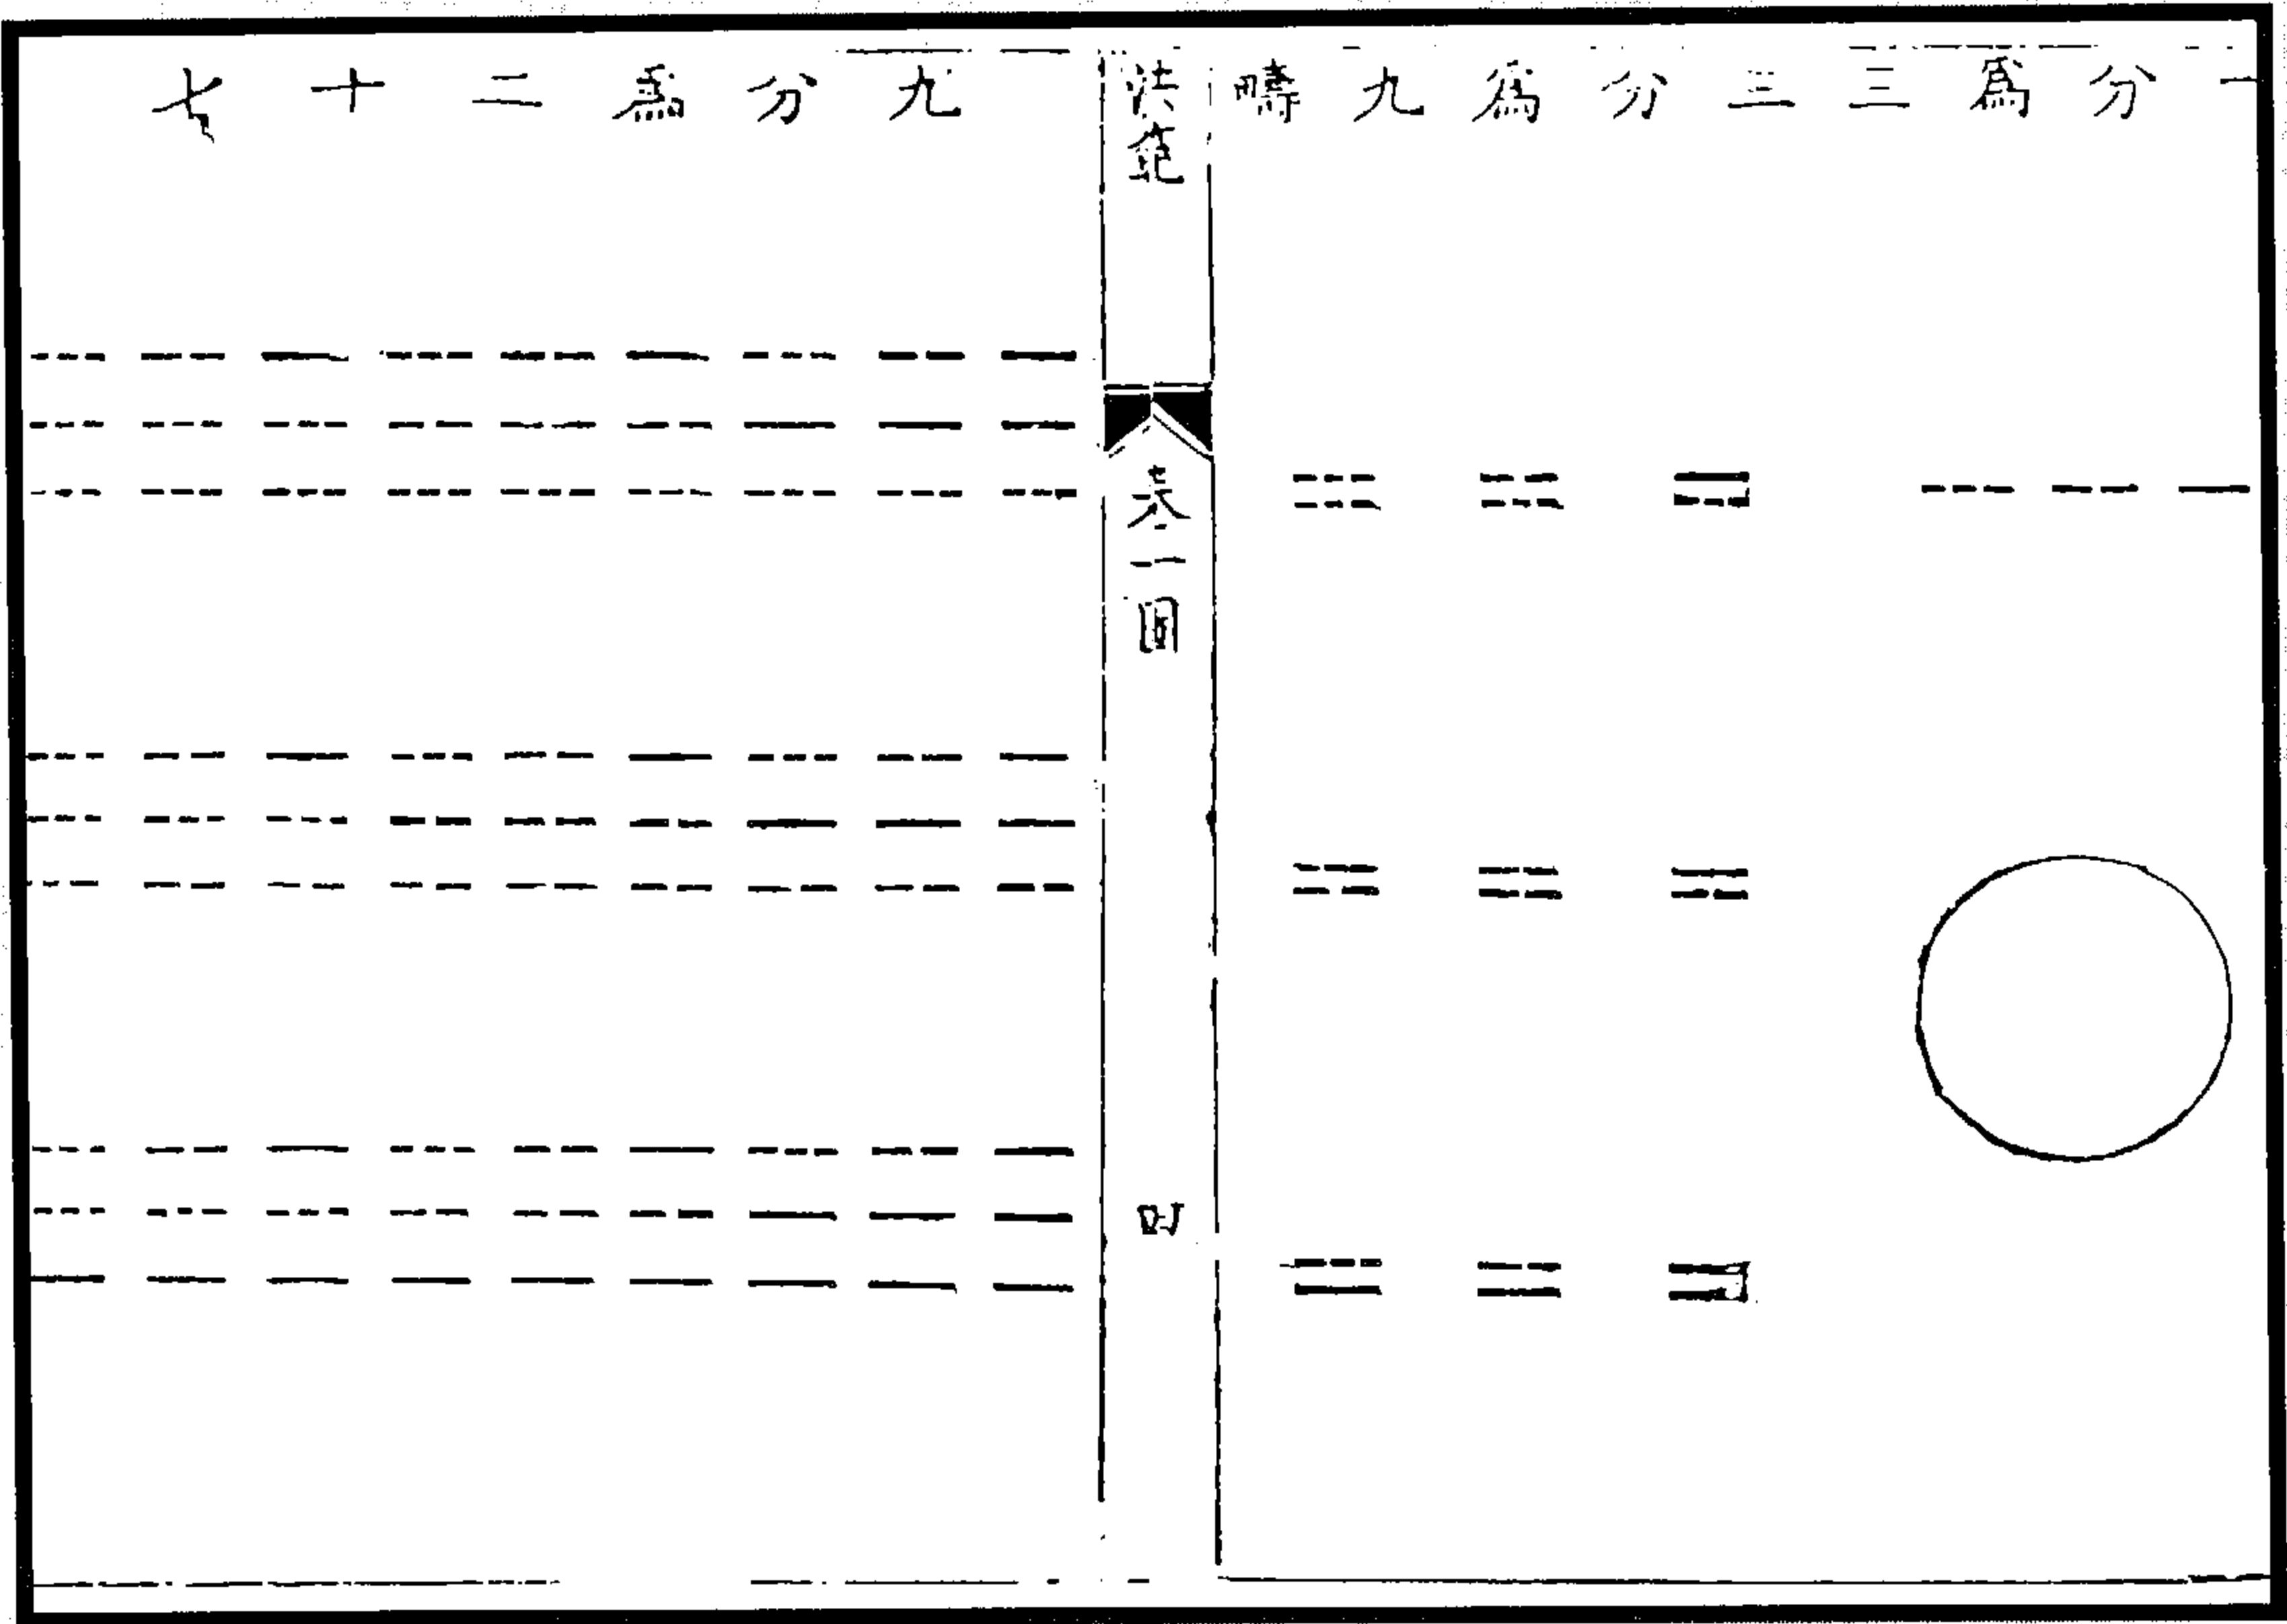 一分爲三三分爲九疇
洪範
卷一圖
四
九分爲二十七